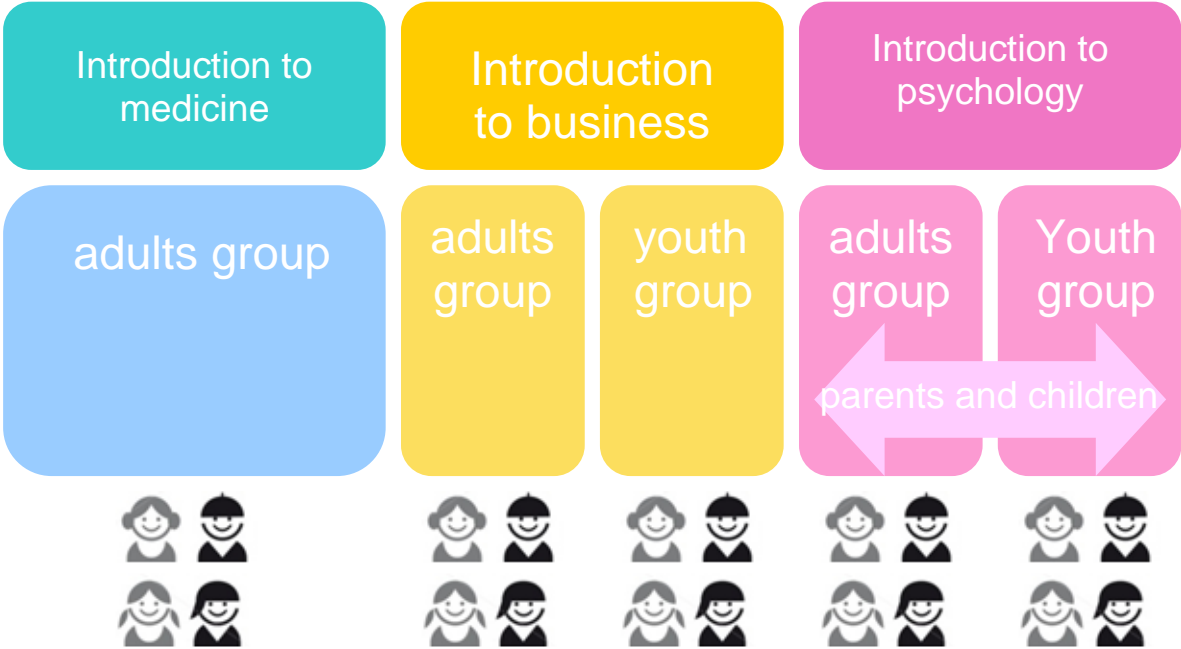 Introduction to
medicine
Introduction
to business
Introduction to
psychology
adults group
adults
group
youth
group
adults
group
Youth
group
parents and children